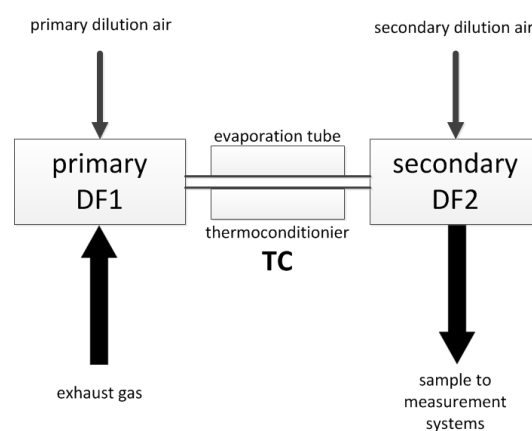 primary dilution air
secondary dilution air
evaporation tube
primary
DF1
secondary
DF2
thermoconditionier
TC
exhaust gas
sample to
measurement
systems